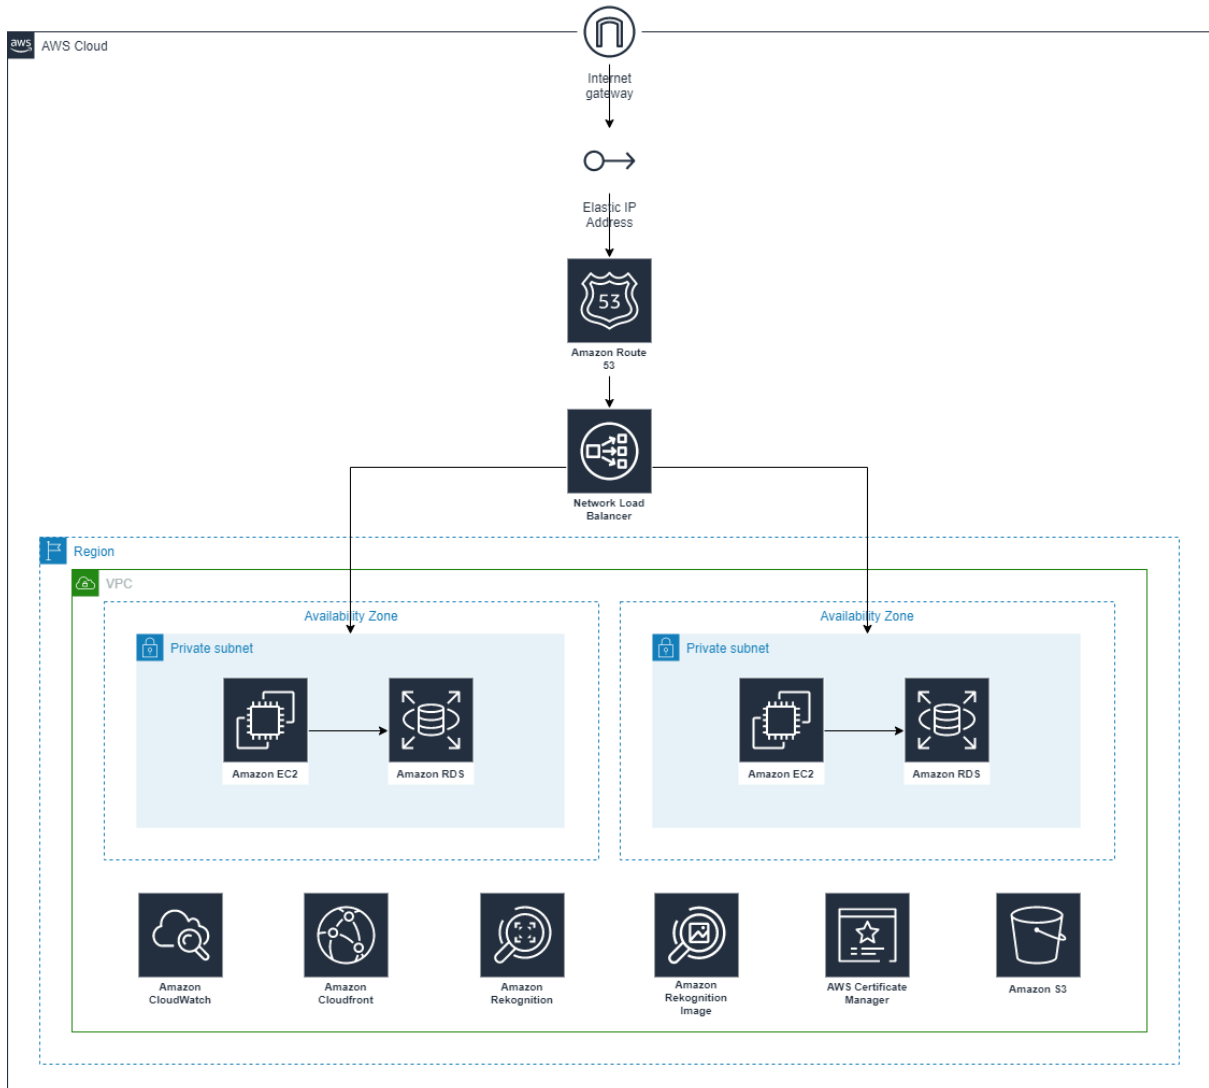 aws
AWS Cloud
Internet
gateway
Elastic IP
Address
53
Amazon Route
53
Network Load
Balancer
Region
VPC
Availability Zone
Availability Zone
Private subnet
Private subnet
Amazon EC2
Amazon RDS
Amazon EC2
Amazon RDS
Amazon
CloudWatch
Amazon
Cloudfront
Amazon
Rekognition
Amazon
Rekognition
Image
AWS Certificate
Manager
Amazon S3